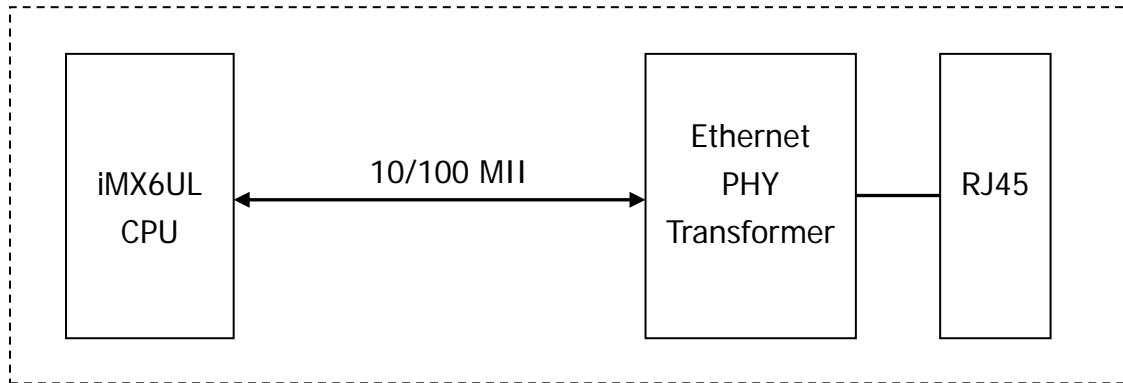 iMX6UL
CPU
10/100 MII
Ethernet
PHY
Transformer
RJ45